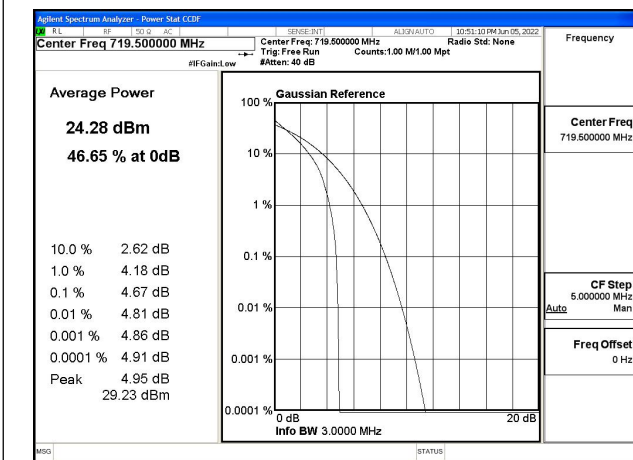 Agilent Spectrum Analyzer - Power Stat CCDF
RL RF 50 Ω AC SENSE:INT ALIGNAUTO 10:51:10 PM Jun 05, 2022
Center Freq 719.500000 MHz
Center Freq: 719.500000 MHz Radio Std: None
Trig: Free Run Counts:1.00 M/1.00 Mpt
#IFGain:Low #Atten: 40 dB
Frequency
Average Power
24.28 dBm
46.65 % at 0dB
10.0 % 2.62 dB
1.0 % 4.18 dB
0.1 % 4.67 dB
0.01 % 4.81 dB
0.001 % 4.86 dB
0.0001 % 4.91 dB
Peak 4.95 dB
29.23 dBm
Gaussian Reference
100 %
10 %
1 %
0.1 %
0.01 %
0.001 %
0.0001 %
0 dB 20 dB
Info BW 3.0000 MHz
Center Freq
719.500000 MHz
CF Step
5.000000 MHz
Auto Man
Freq Offset
0 Hz
MSG STATUS